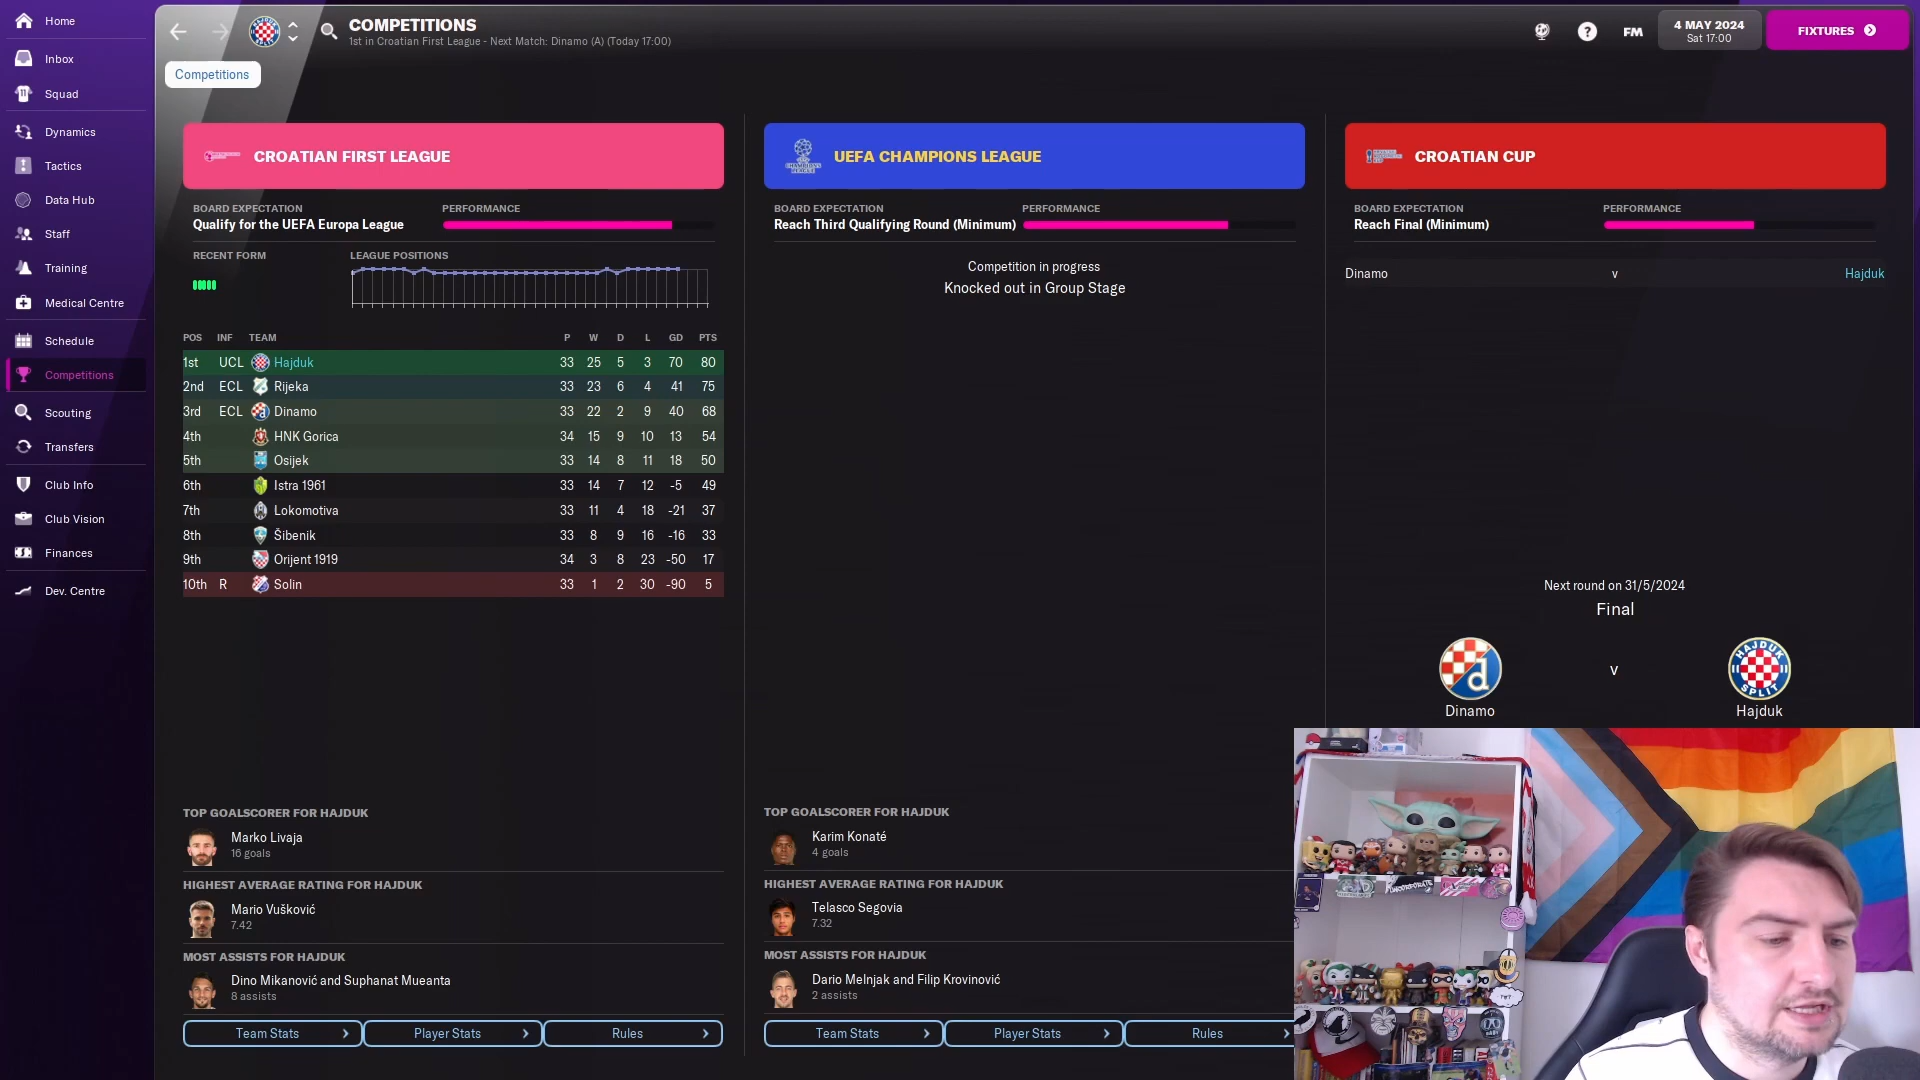 Home
Inbox
Squad
Dynamics
Tactics
Data Hub
Staff
Training
Medical Centre
Schedule
Competitions
Scouting
Transfers
Club Info
Club Vision
Finances
Dev. Centre
COMPETITIONS
1st in Croatian First League - Next Match: Dinamo (A) (Today 17:00)
FM
4 MAY 2024
Sat 17:00
FIXTURES
Competitions
CROATIAN FIRST LEAGUE
BOARD EXPECTATION PERFORMANCE
Qualify for the UEFA Europa League
RECENT FORM LEAGUE POSITIONS
POS INF TEAM P W D L GD PTS
1st UCL Hajduk 33 25 5 3 70 80
2nd ECL Rijeka 33 23 6 4 41 75
3rd ECL Dinamo 33 22 2 9 40 68
4th HNK Gorica 34 15 9 10 13 54
5th Osijek 33 14 8 11 18 50
6th Istra 1961 33 14 7 12 -5 49
7th Lokomotiva 33 11 4 18 -21 37
8th Šibenik 33 8 9 16 -16 33
9th Orijent 1919 34 3 8 23 -50 17
10th R Solin 33 1 2 30 -90 5
TOP GOALSCORER FOR HAJDUK
Marko Livaja
16 goals
HIGHEST AVERAGE RATING FOR HAJDUK
Mario Vušković
7.42
MOST ASSISTS FOR HAJDUK
Dino Mikanović and Suphanat Mueanta
8 assists
Team Stats Player Stats Rules
UEFA CHAMPIONS LEAGUE
BOARD EXPECTATION PERFORMANCE
Reach Third Qualifying Round (Minimum)
Competition in progress
Knocked out in Group Stage
TOP GOALSCORER FOR HAJDUK
Karim Konaté
4 goals
HIGHEST AVERAGE RATING FOR HAJDUK
Telasco Segovia
7.32
MOST ASSISTS FOR HAJDUK
Dario Melnjak and Filip Krovinović
2 assists
Team Stats Player Stats Rules
CROATIAN CUP
BOARD EXPECTATION PERFORMANCE
Reach Final (Minimum)
Dinamo v Hajduk
Next round on 31/5/2024
Final
v
HAJDUK
SPLIT
Dinamo Hajduk